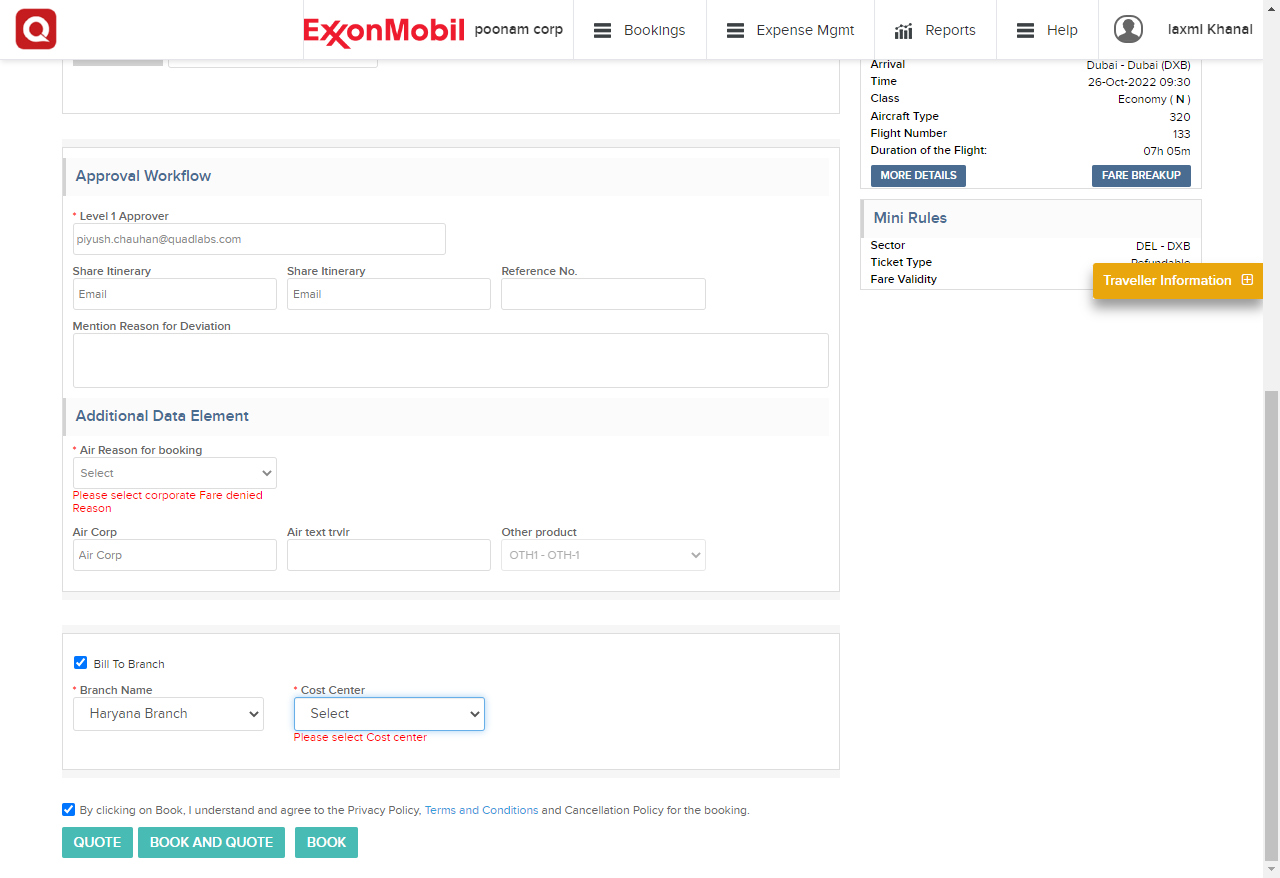 Q
ExxonMobil
poonam corp
Bookings
Expense Mgmt
Reports
Help
laxmi Khanal
Approval Workflow
* Level 1 Approver
piyush.chauhan@quadlabs.com
Share Itinerary
Share Itinerary
Reference No.
Email
Email
Mention Reason for Deviation
Additional Data Element
* Air Reason for booking
Select
Please select corporate Fare denied
Reason
Air Corp
Air text trvlr
Other product
Air Corp
OTH1 - OTH-1
Bill To Branch
* Branch Name
* Cost Center
Haryana Branch
Select
Please select Cost center
By clicking on Book, I understand and agree to the Privacy Policy, Terms and Conditions and Cancellation Policy for the booking.
QUOTE
BOOK AND QUOTE
BOOK
Arrival Dubai - Dubai (DXB)
Time 26-Oct-2022 09:30
Class Economy ( N )
Aircraft Type 320
Flight Number 133
Duration of the Flight: 07h 05m
MORE DETAILS
FARE BREAKUP
Mini Rules
Sector DEL - DXB
Ticket Type Refundable
Fare Validity
Traveller Information